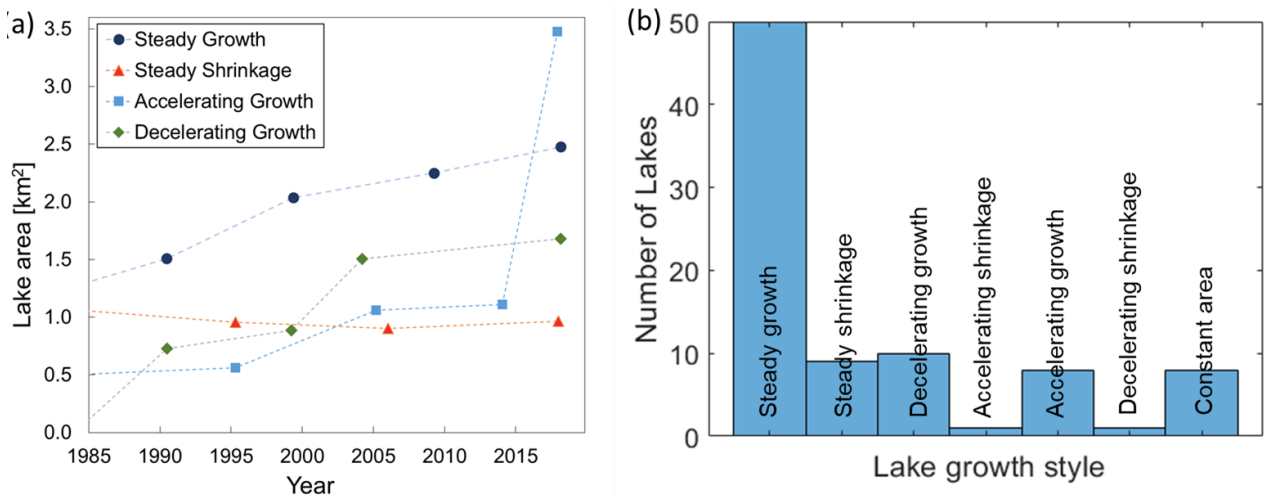 (a)
3.5
3.0
2.5
2.0
1.5
1.0
0.5
0.0
Lake area [km²]
Steady Growth
Steady Shrinkage
Accelerating Growth
Decelerating Growth
1985 1990 1995 2000 2005 2010 2015
Year
(b)
50
40
30
20
10
0
Number of Lakes
Steady growth
Steady shrinkage
Decelerating growth
Accelerating shrinkage
Accelerating growth
Decelerating shrinkage
Constant area
Lake growth style